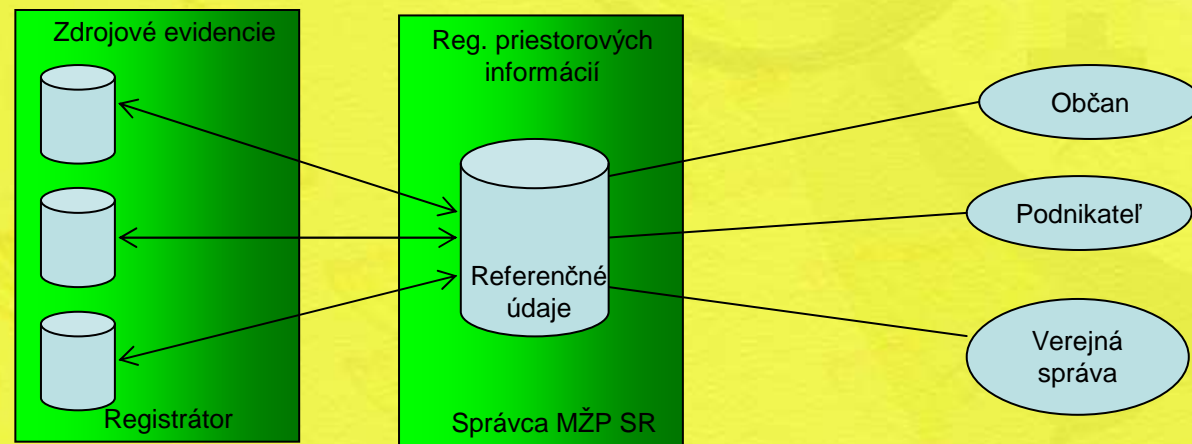 Zdrojové evidencie
Registrátor
Reg. priestorových
informácií
Referenčné
údaje
Správca MŽP SR
Občan
Podnikateľ
Verejná
správa